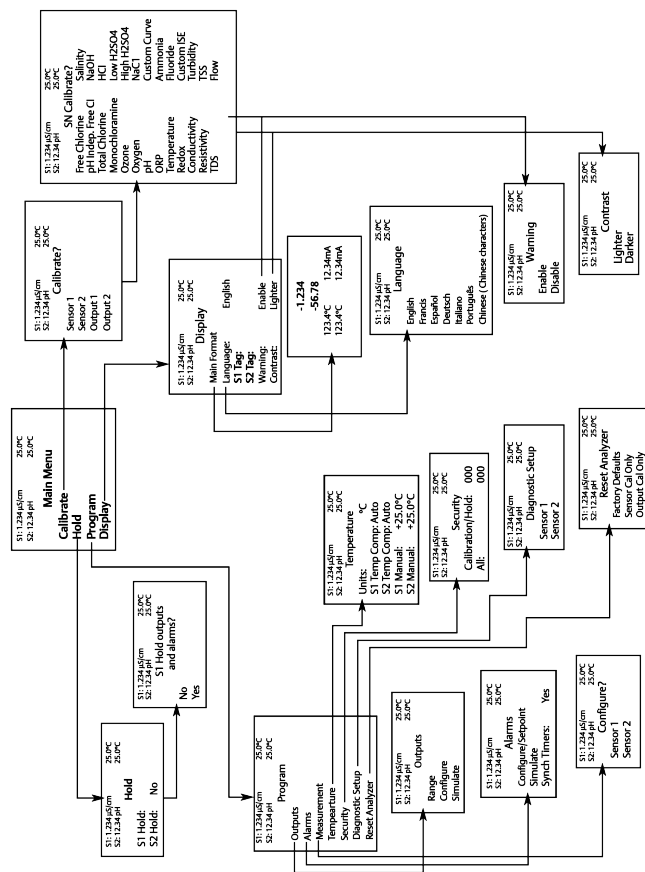 S1: 1.234 µS/cm 25.0ºC
S2: 12.34 pH 25.0ºC
Main Menu
Calibrate
Hold
Program
Display
S1: 1.234 µS/cm 25.0ºC
S2: 12.34 pH 25.0ºC
Calibrate?
Sensor 1
Sensor 2
Output 1
Output 2
S1: 1.234 µS/cm 25.0ºC
S2: 12.34 pH 25.0ºC
SN Calibrate?
Free Chlorine Salinity
pH Indep. Free Cl NaOH
Total Chlorine HCl
Monochloramine Low H2SO4
Ozone High H2SO4
Oxygen NaC1
pH Custom Curve
ORP Ammonia
Temperature Fluoride
Redox Custom ISE
Conductivity Turbidity
Resistivity TSS
TDS Flow
S1: 1.234 µS/cm 25.0ºC
S2: 12.34 pH 25.0ºC
Hold
S1 Hold:
S2 Hold: No
S1: 1.234 µS/cm 25.0ºC
S2: 12.34 pH 25.0ºC
S1 Hold outputs
and alarms?
No
Yes
S1: 1.234 µS/cm 25.0ºC
S2: 12.34 pH 25.0ºC
Display
Main Format
Language: English
S1 Tag:
S2 Tag:
Warning: Enable
Contrast: Lighter
-1.234
-56.78
123.4ºC 12.34mA
123.4ºC 12.34mA
S1: 1.234 µS/cm 25.0ºC
S2: 12.34 pH 25.0ºC
Language
English
Francis
Español
Deutsch
Italiano
Português
Chinese (Chinese characters)
S1: 1.234 µS/cm 25.0ºC
S2: 12.34 pH 25.0ºC
Warning
Enable
Disable
S1: 1.234 µS/cm 25.0ºC
S2: 12.34 pH 25.0ºC
Contrast
Lighter
Darker
S1: 1.234 µS/cm 25.0ºC
S2: 12.34 pH 25.0ºC
Program
Outputs
Alarms
Measurement
Tempearture
Security
Diagnostic Setup
Reset Analyzer
S1: 1.234 µS/cm 25.0ºC
S2: 12.34 pH 25.0ºC
Temperature
Units: ºC
S1 Temp Comp: Auto
S2 Temp Comp: Auto
S1 Manual: +25.0ºC
S2 Manual: +25.0ºC
S1: 1.234 µS/cm 25.0ºC
S2: 12.34 pH 25.0ºC
Security
Calibration/Hold: 000
All: 000
S1: 1.234 µS/cm 25.0ºC
S2: 12.34 pH 25.0ºC
Diagnostic Setup
Sensor 1
Sensor 2
S1: 1.234 µS/cm 25.0ºC
S2: 12.34 pH 25.0ºC
Reset Analyzer
Factory Defaults
Sensor Cal Only
Output Cal Only
S1: 1.234 µS/cm 25.0ºC
S2: 12.34 pH 25.0ºC
Outputs
Range
Configure
Simulate
S1: 1.234 µS/cm 25.0ºC
S2: 12.34 pH 25.0ºC
Alarms
Configure/Setpoint
Simulate
Synch Timers: Yes
S1: 1.234 µS/cm 25.0ºC
S2: 12.34 pH 25.0ºC
Configure?
Sensor 1
Sensor 2